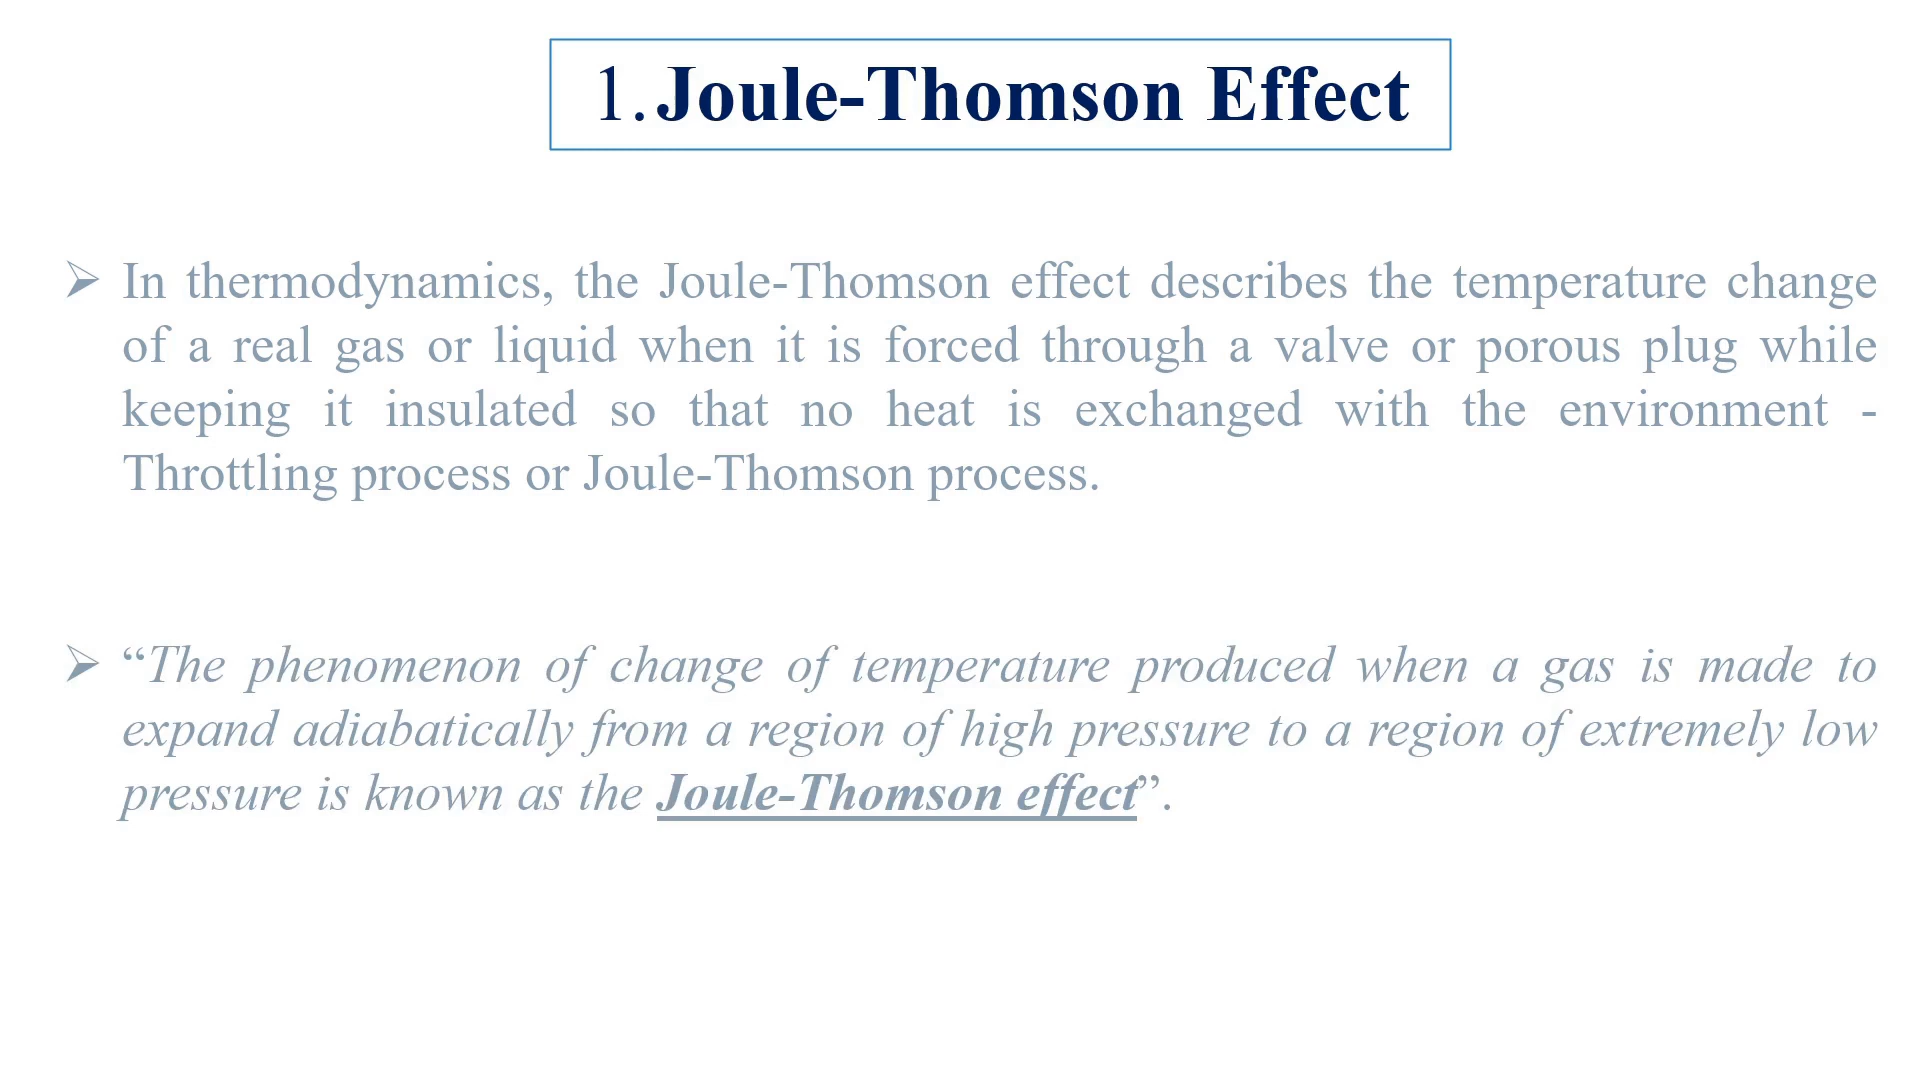 1. Joule-Thomson Effect
➢ In thermodynamics, the Joule-Thomson effect describes the temperature change
of a real gas or liquid when it is forced through a valve or porous plug while
keeping it insulated so that no heat is exchanged with the environment -
Throttling process or Joule-Thomson process.
➢ “The phenomenon of change of temperature produced when a gas is made to
expand adiabatically from a region of high pressure to a region of extremely low
pressure is known as the Joule-Thomson effect”.